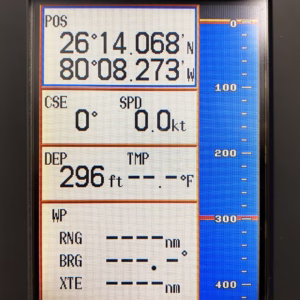 POS
26°14.068'N
80°08.273'W
CSE SPD
0° 0.0kt
DEP TMP
296ft --.-°F
WP
RNG ----nm
BRG ---.-°
XTE ----nm
0
100
200
300
400